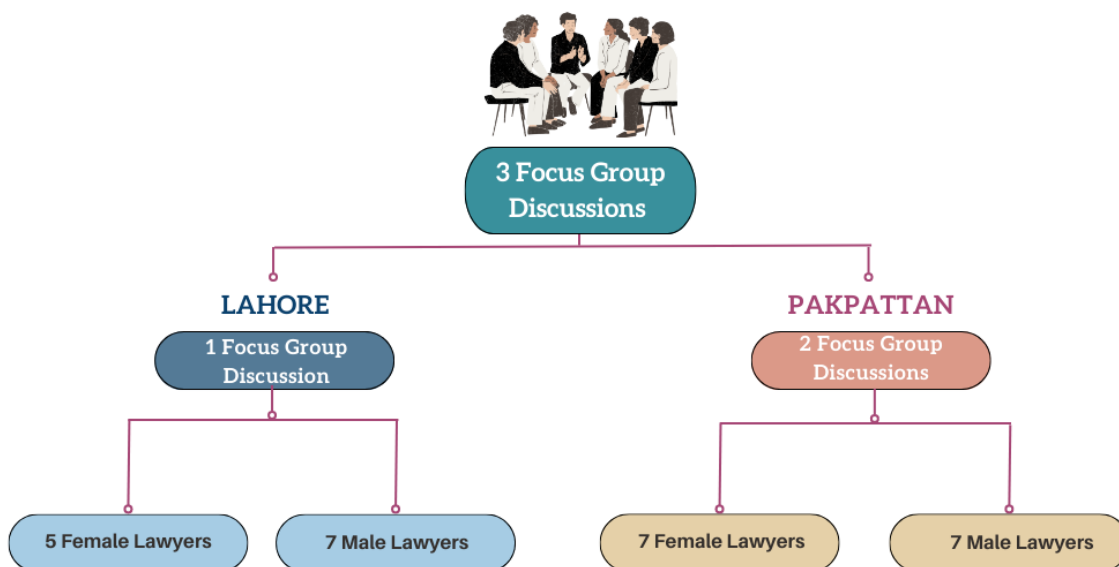 3 Focus Group
Discussions
LAHORE
PAKPATTAN
1 Focus Group
Discussion
2 Focus Group
Discussions
5 Female Lawyers
7 Male Lawyers
7 Female Lawyers
7 Male Lawyers